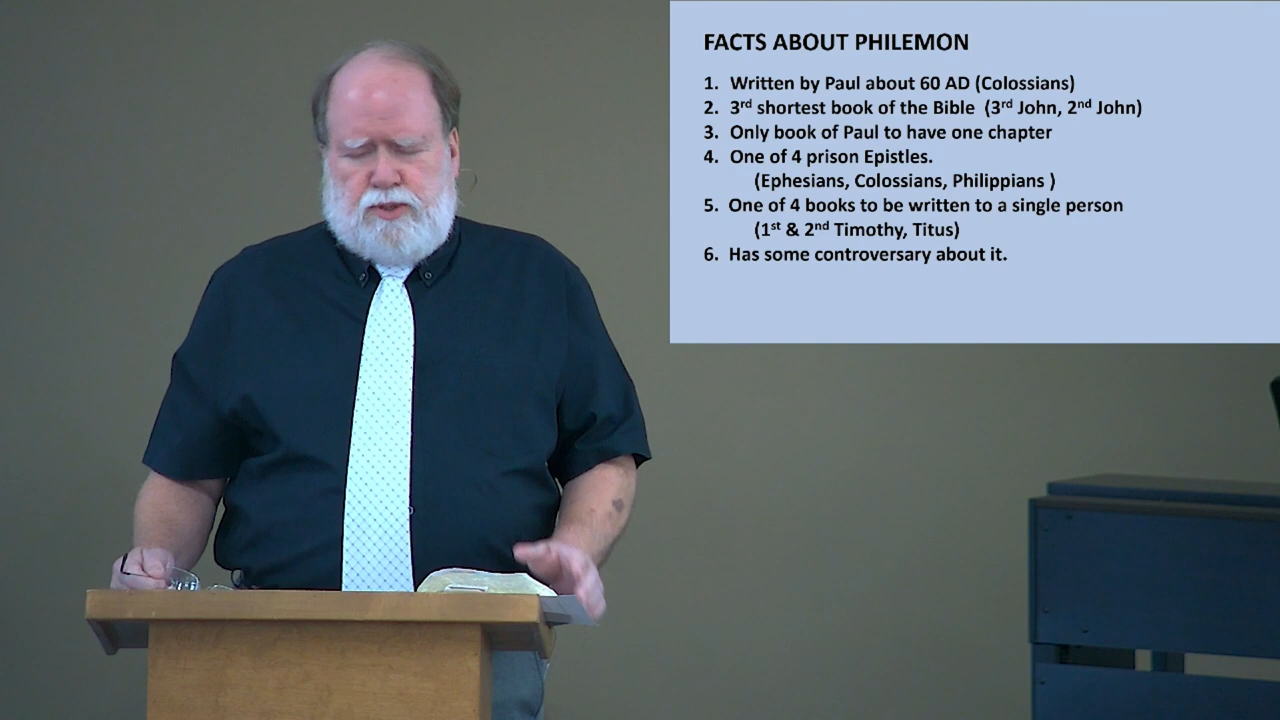 FACTS ABOUT PHILEMON
1. Written by Paul about 60 AD (Colossians)
2. 3rd shortest book of the Bible (3rd John, 2nd John)
3. Only book of Paul to have one chapter
4. One of 4 prison Epistles.
(Ephesians, Colossians, Philippians )
5. One of 4 books to be written to a single person
(1st & 2nd Timothy, Titus)
6. Has some controversary about it.